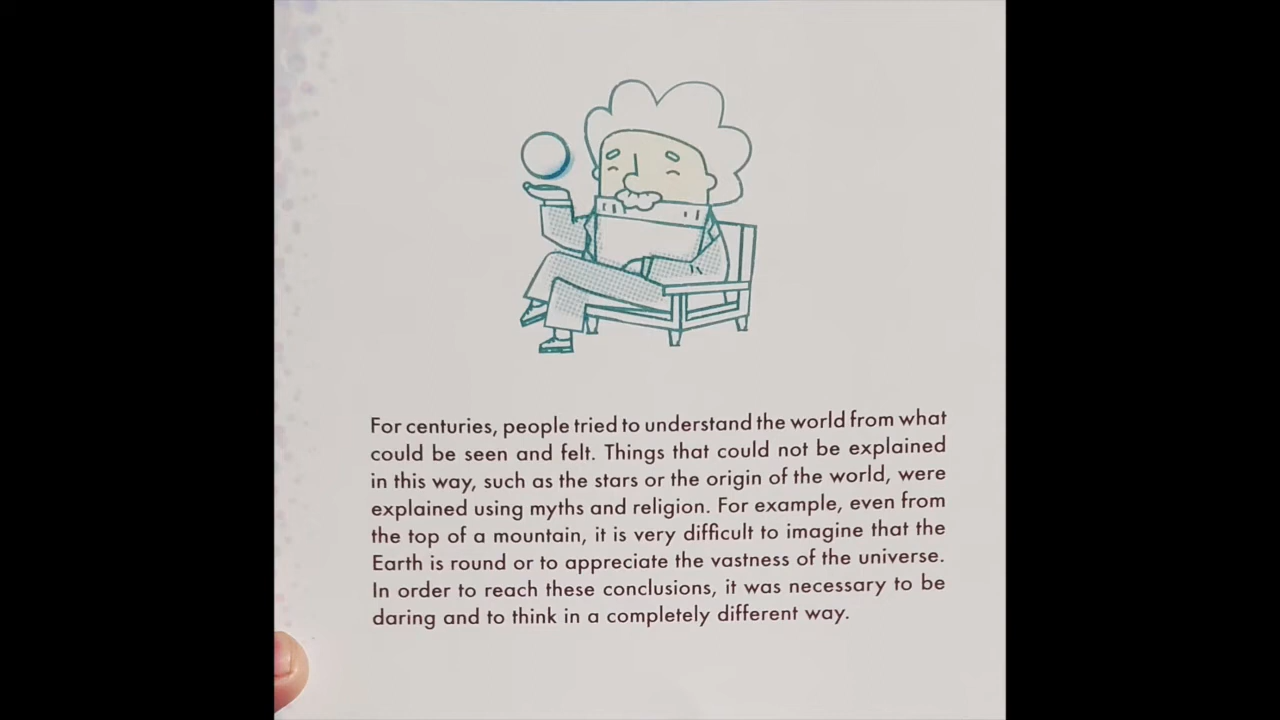 For centuries, people tried to understand the world from what
could be seen and felt. Things that could not be explained
in this way, such as the stars or the origin of the world, were
explained using myths and religion. For example, even from
the top of a mountain, it is very difficult to imagine that the
Earth is round or to appreciate the vastness of the universe.
In order to reach these conclusions, it was necessary to be
daring and to think in a completely different way.